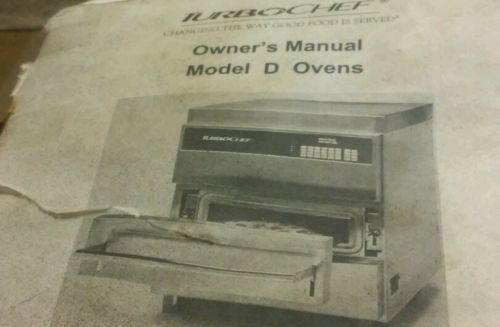 TURBOCHEF®
CHANGING THE WAY GOOD FOOD IS SERVED®
Owner's Manual
Model D Ovens
TURBOCHEF